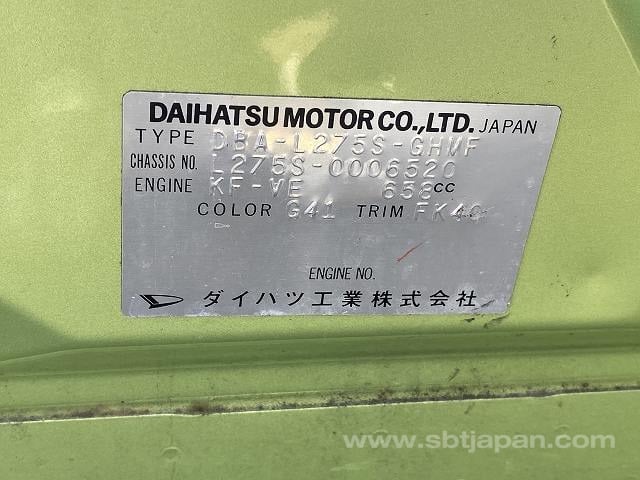 DAIHATSU MOTOR CO.,LTD. JAPAN
TYPE DBA-L275S-GHMF
CHASSIS NO. L275S-0006520
ENGINE KF-VE 658CC
COLOR G41 TRIM FK40
ENGINE NO.
ダイハツ工業株式会社
www.sbtjapan.com